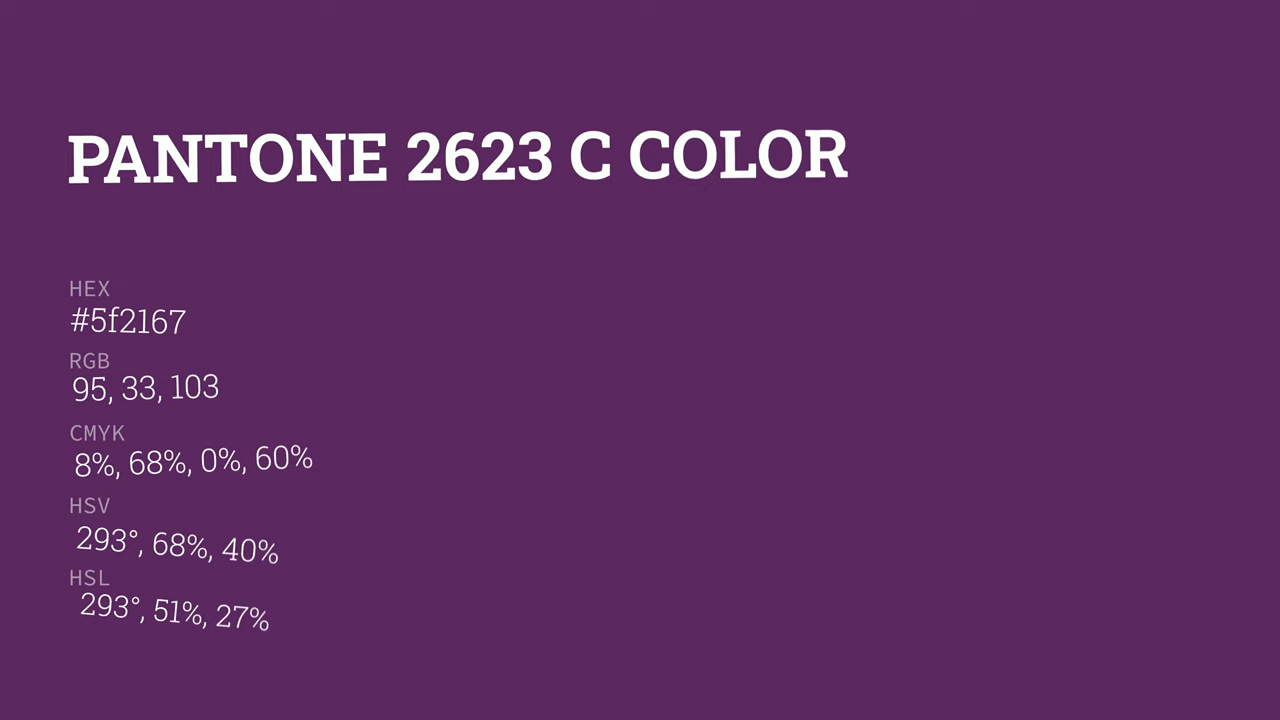 PANTONE 2623 C COLOR
HEX
#5f2167
RGB
95, 33, 103
CMYK
8%, 68%, 0%, 60%
HSV
293°, 68%, 40%
HSL
293°, 51%, 27%